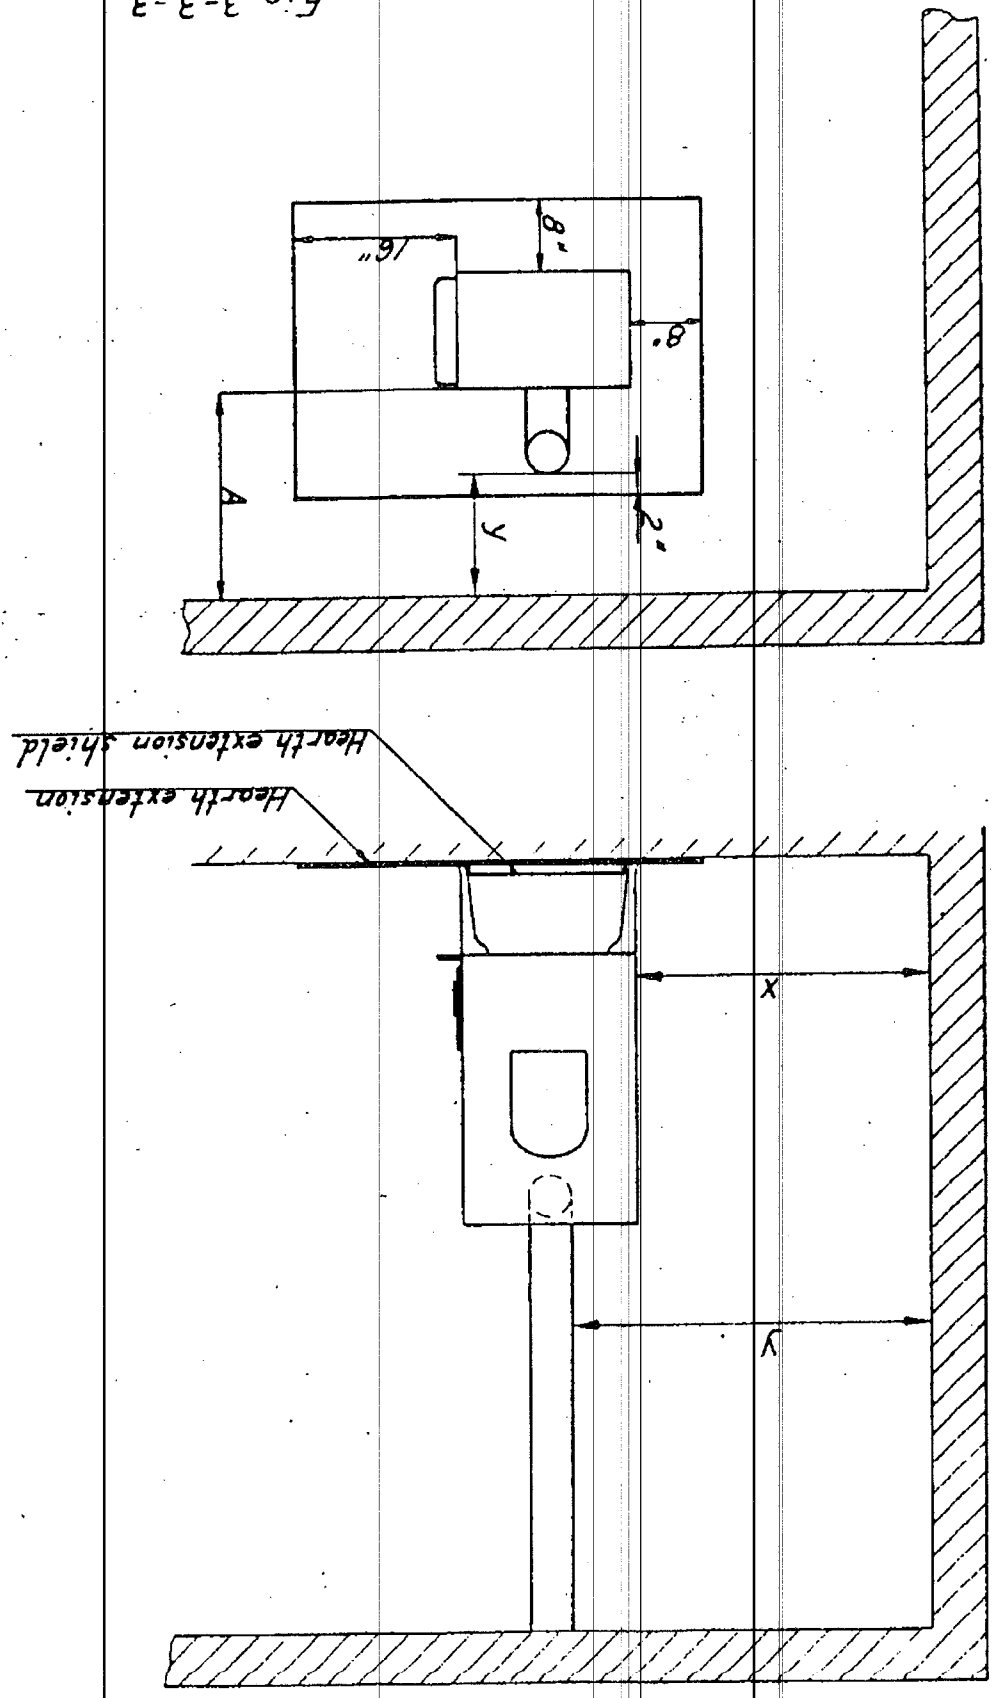 y
x
Hearth extension
Hearth extension shield
2"
y
A
8"
16"
8"
Fig 3-3-3